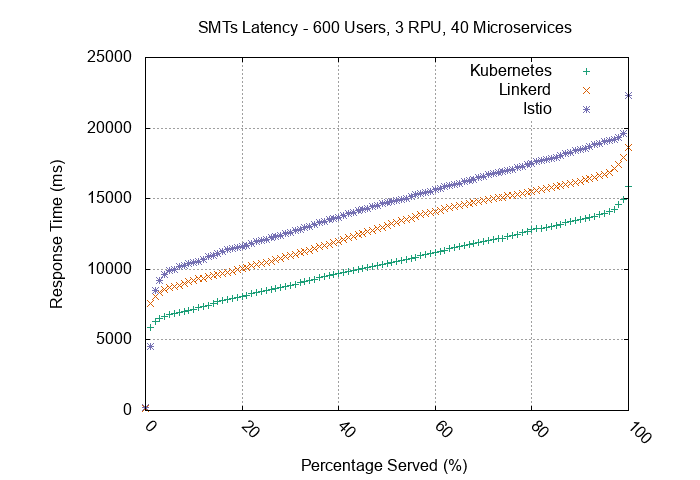 SMTs Latency - 600 Users, 3 RPU, 40 Microservices
25000
20000
15000
10000
5000
0
Response Time (ms)
Kubernetes
Linkerd
Istio
0
20
40
60
80
100
Percentage Served (%)